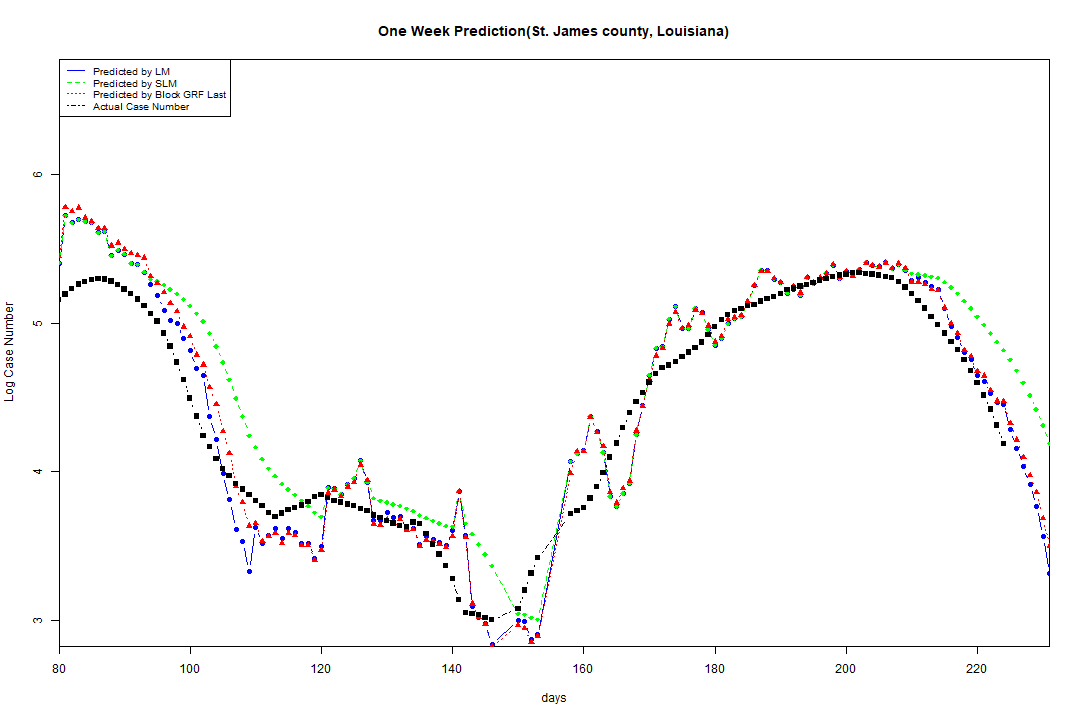 One Week Prediction(St. James county, Louisiana)
Predicted by LM
Predicted by SLM
Predicted by Block GRF Last
Actual Case Number
6
5
4
3
Log Case Number
80 100 120 140 160 180 200 220
days